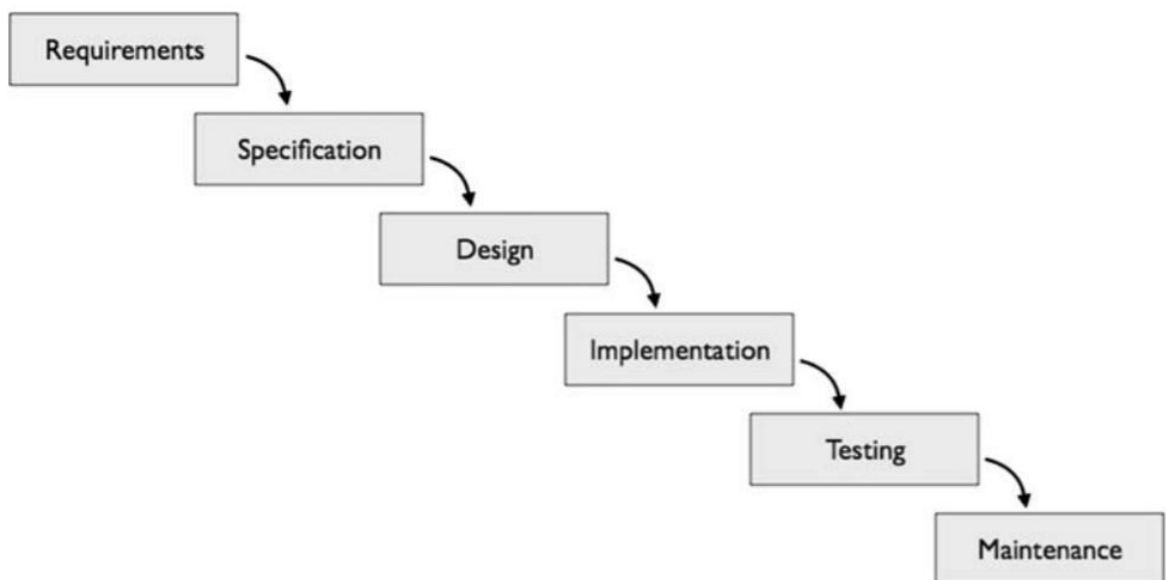 Requirements
Specification
Design
Implementation
Testing
Maintenance